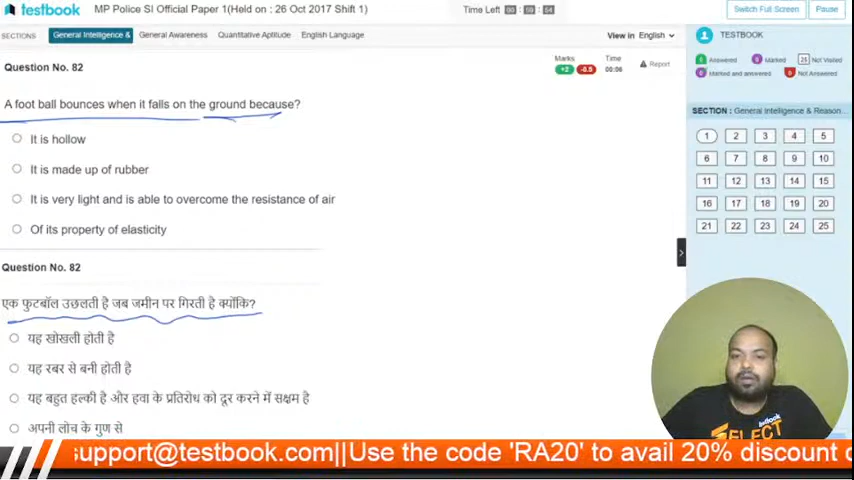 testbook
MP Police SI Official Paper 1(Held on : 26 Oct 2017 Shift 1)
Time Left
Switch Full Screen
Pause
SECTIONS
General Intelligence &
General Awareness
Quantitative Aptitude
English Language
View in English
TESTBOOK
Question No. 82
Marks
+2
Time
00:06
Report
Answered
Marked
25 Not Visited
Marked and answered
Not Answered
A foot ball bounces when it falls on the ground because?
It is hollow
It is made up of rubber
It is very light and is able to overcome the resistance of air
Of its property of elasticity
SECTION : General Intelligence & Reason...
1 2 3 4 5
6 7 8 9 10
11 12 13 14 15
16 17 18 19 20
21 22 23 24 25
Question No. 82
एक फुटबॉल उछलती है जब जमीन पर गिरती है क्योंकि?
यह खोखली होती है
यह रबर से बनी होती है
यह बहुत हल्की है और हवा के प्रतिरोध को दूर करने में सक्षम है
अपनी लोच के गुण से
testbook
SELECT
support@testbook.com||Use the code 'RA20' to avail 20% discount